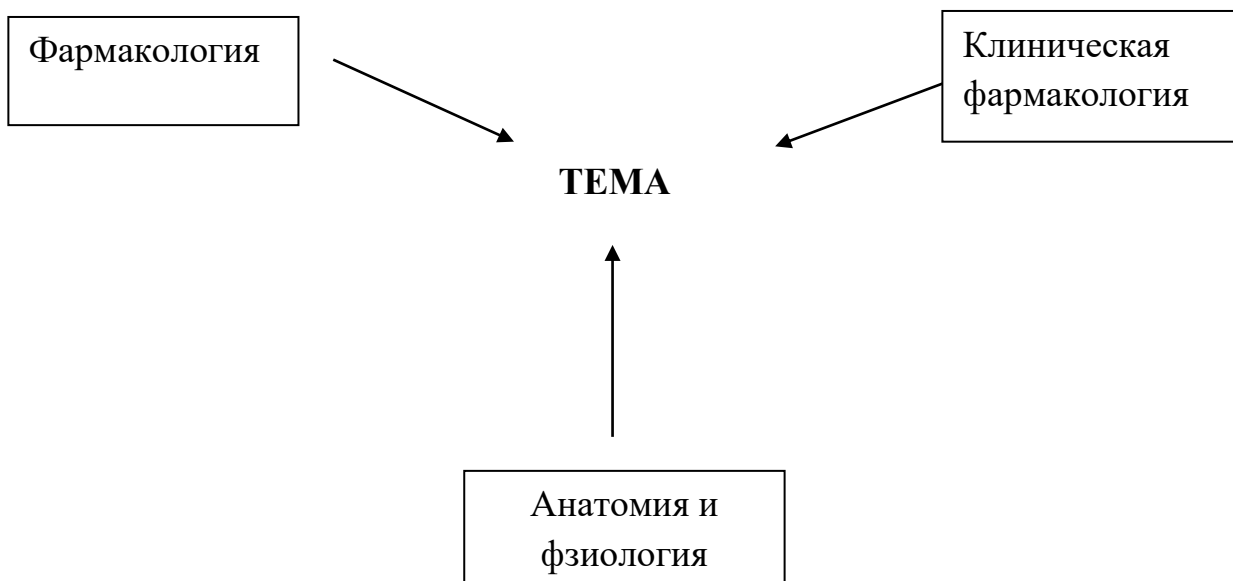 Фармакология
Клиническая
фармакология
ТЕМА
Анатомия и
фзиология